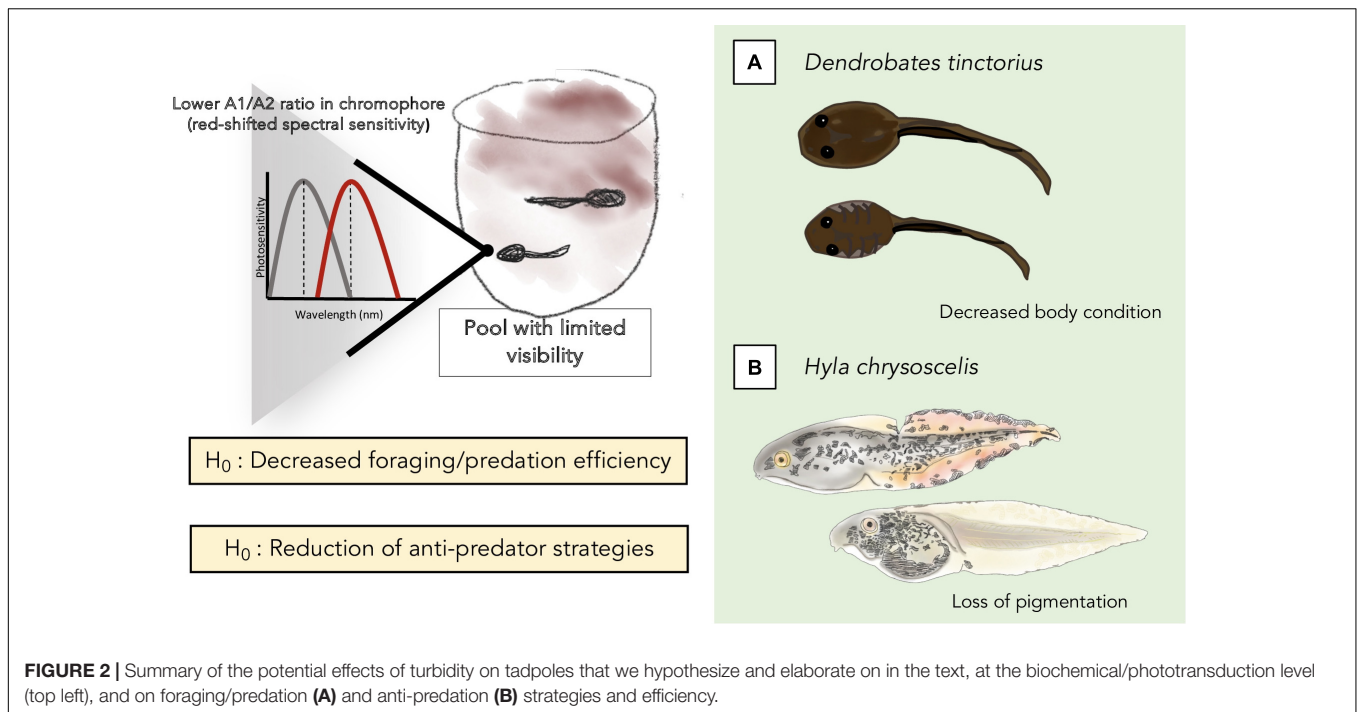 Lower A1/A2 ratio in chromophore
(red-shifted spectral sensitivity)
Photosensitivity
Wavelength (nm)
Pool with limited
visibility
H₀ : Decreased foraging/predation efficiency
H₀ : Reduction of anti-predator strategies
A
Dendrobates tinctorius
Decreased body condition
B
Hyla chrysoscelis
Loss of pigmentation
FIGURE 2 | Summary of the potential effects of turbidity on tadpoles that we hypothesize and elaborate on in the text, at the biochemical/phototransduction level
(top left), and on foraging/predation (A) and anti-predation (B) strategies and efficiency.